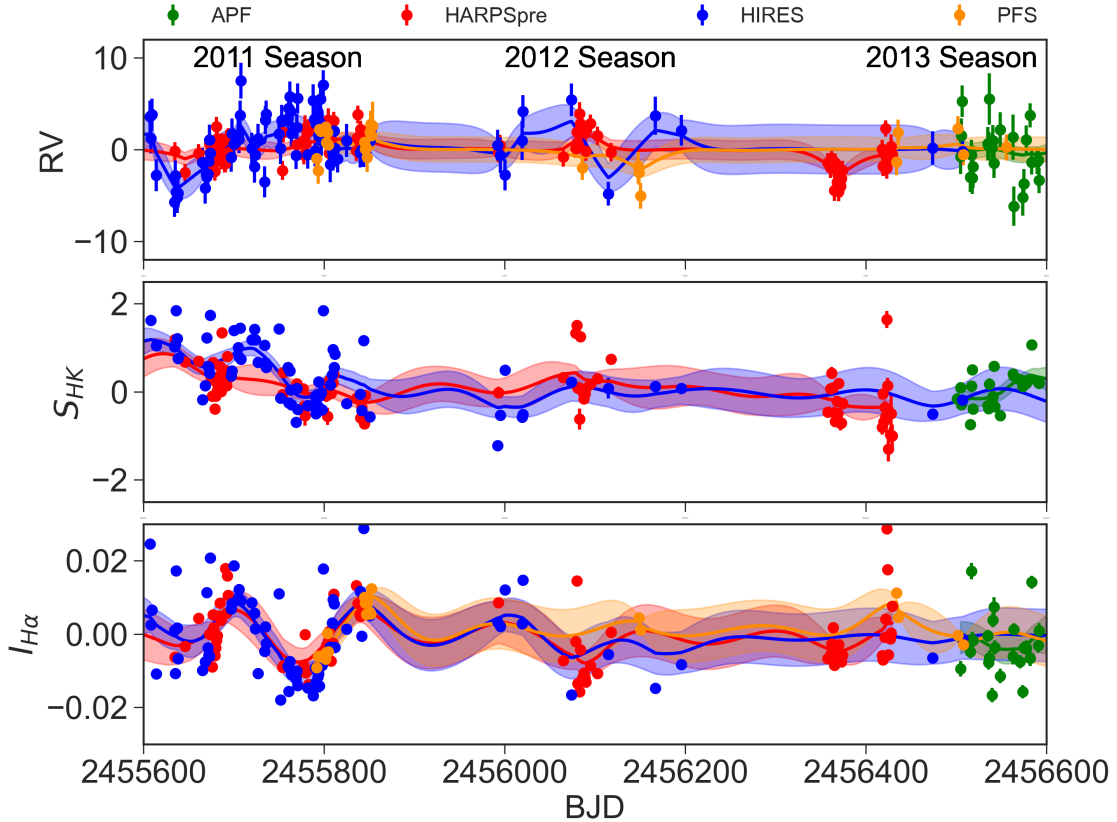 APF HARPSpre HIRES PFS
2011 Season 2012 Season 2013 Season
10
RV
0
−10
2
S_HK
0
−2
0.02
I_Hα
0.00
−0.02
2455600 2455800 2456000 2456200 2456400 2456600
BJD